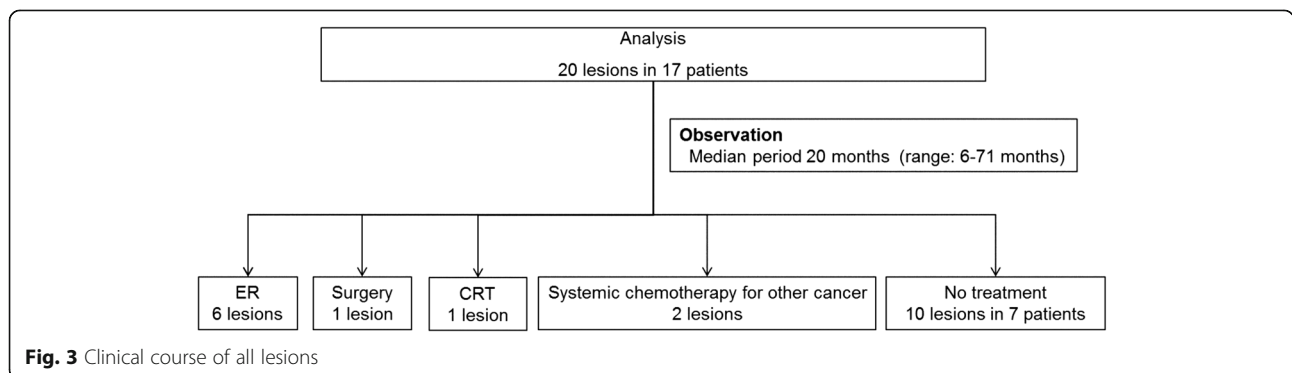 Analysis
20 lesions in 17 patients
Observation
Median period 20 months (range: 6-71 months)
ER
6 lesions
Surgery
1 lesion
CRT
1 lesion
Systemic chemotherapy for other cancer
2 lesions
No treatment
10 lesions in 7 patients
Fig. 3 Clinical course of all lesions